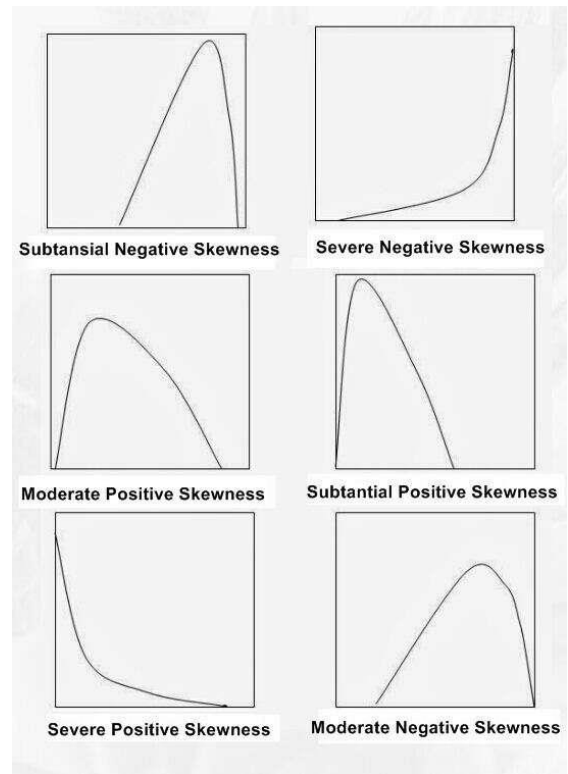 Subtansial Negative Skewness
Severe Negative Skewness
Moderate Positive Skewness
Subtantial Positive Skewness
Severe Positive Skewness
Moderate Negative Skewness